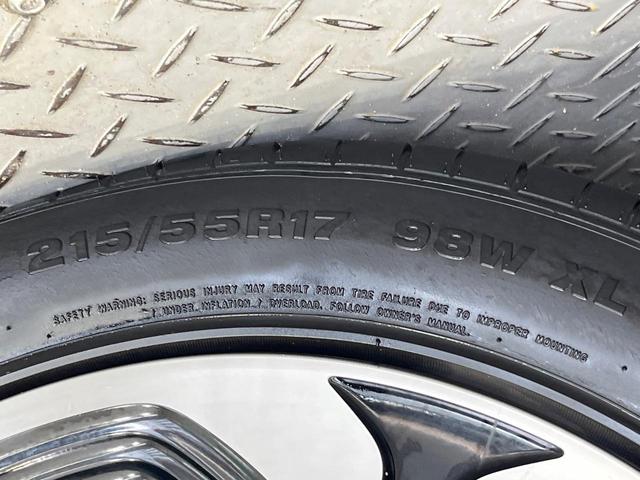 215/55R17 98W XL
SAFETY WARNING: SERIOUS INJURY MAY RESULT FROM TIRE FAILURE DUE TO IMPROPER MOUNTING
/ UNDER INFLATION / OVERLOAD. FOLLOW OWNER'S MANUAL.